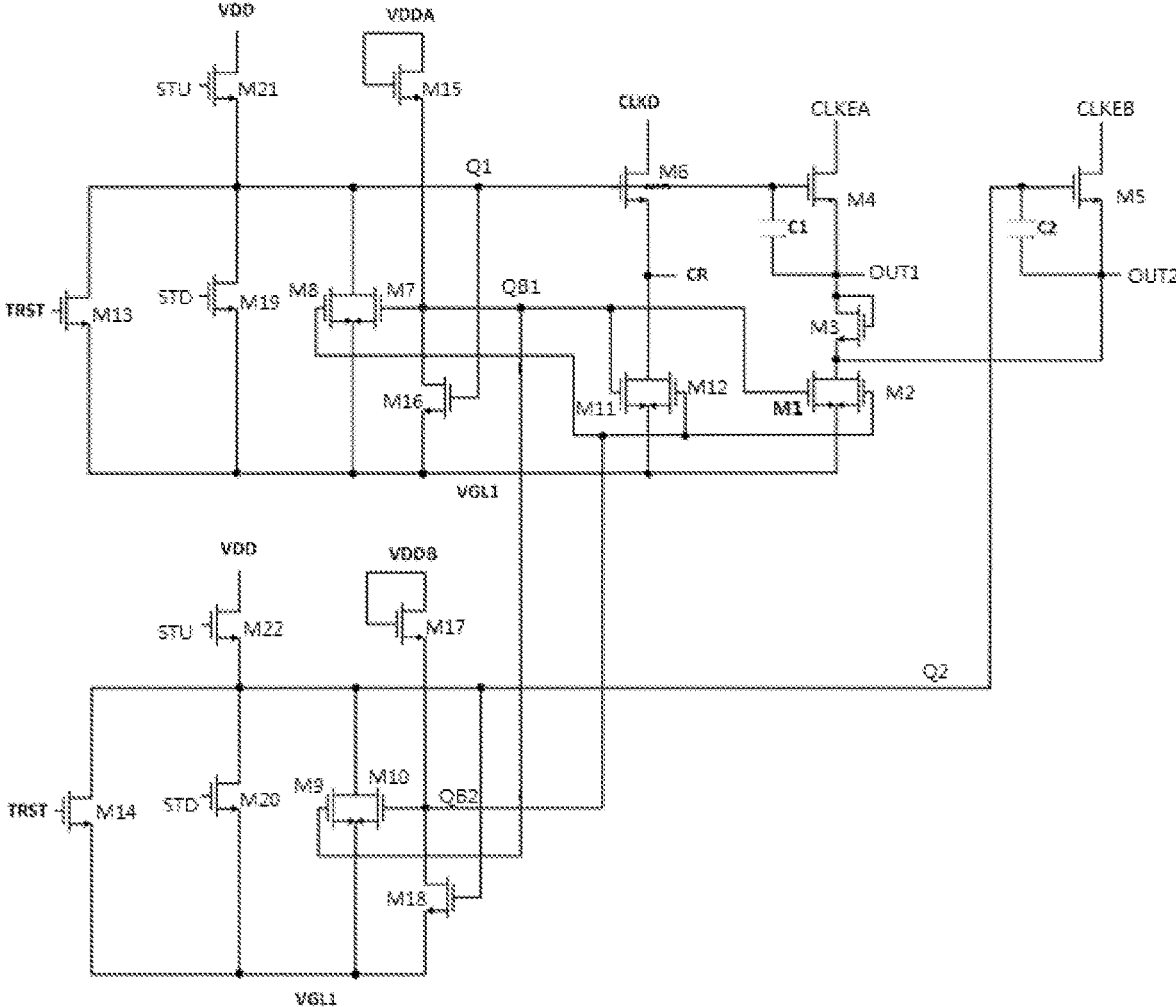 VDD
VDDA
STU
M21
M15
CLKD
CLKEA
CLKEB
Q1
M6
M4
M5
C1
C2
CR
OUT1
OUT2
TRST
M13
STD
M19
M8
M7
QB1
M3
M16
M11
M12
M1
M2
VGL1
VDD
VDDB
STU
M22
M17
Q2
TRST
M14
STD
M20
M9
M10
QB2
M18
VGL1